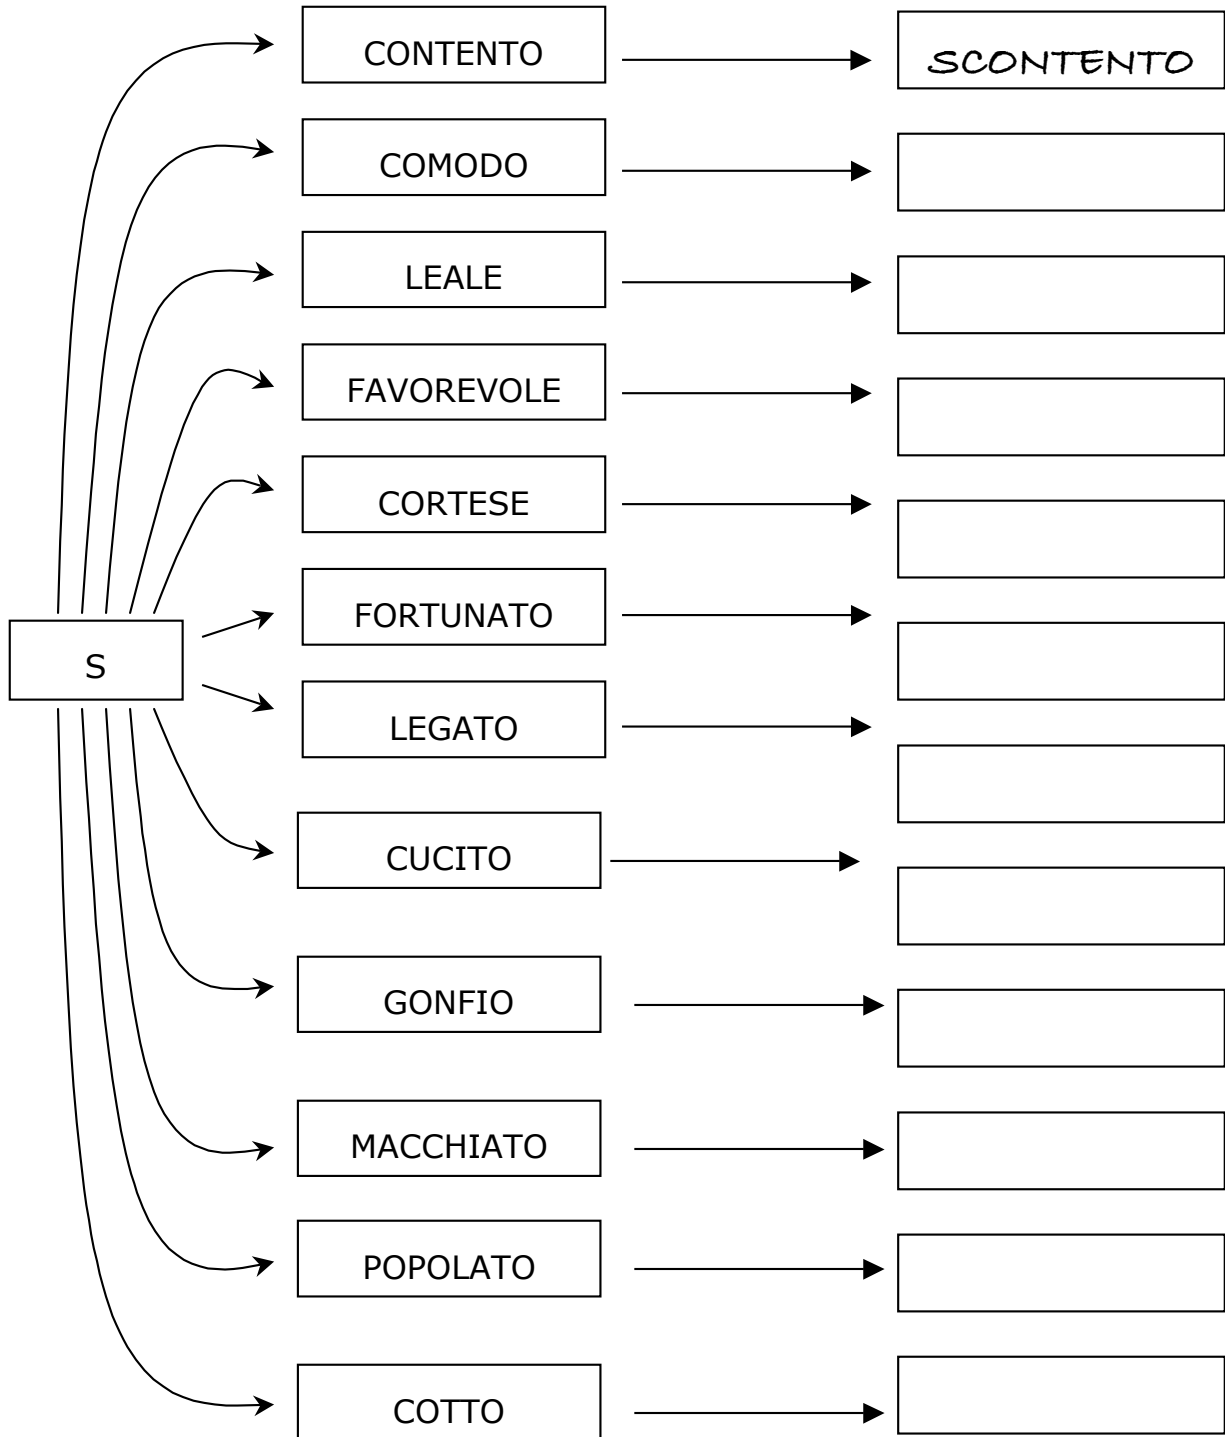 CONTENTO
SCONTENTO
COMODO
LEALE
FAVOREVOLE
CORTESE
FORTUNATO
S
LEGATO
CUCITO
GONFIO
MACCHIATO
POPOLATO
COTTO